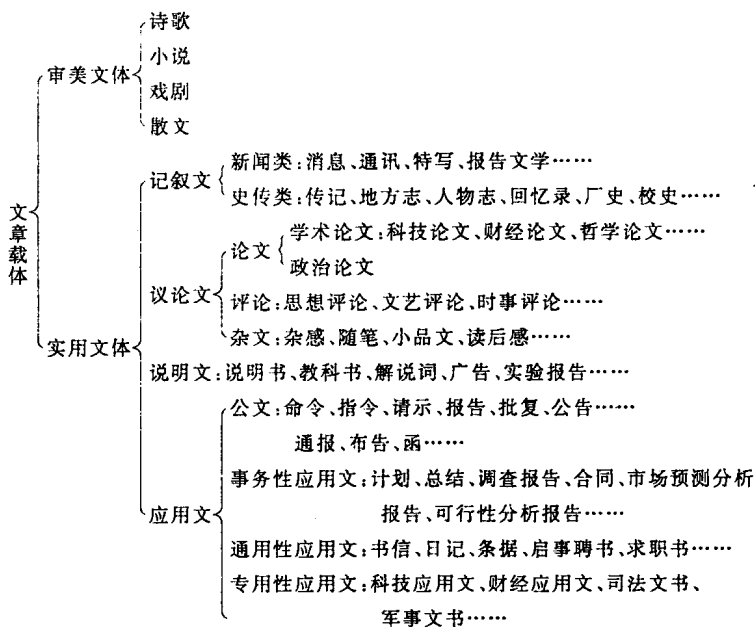 诗歌
小说
审美文体
戏剧
散文
新闻类:消息、通讯、特写、报告文学……
记叙文
史传类:传记、地方志、人物志、回忆录、厂史、校史……
文章载体
学术论文:科技论文、财经论文、哲学论文……
论文
政治论文
议论文
评论:思想评论、文艺评论、时事评论……
杂文:杂感、随笔、小品文、读后感……
实用文体
说明文:说明书、教科书、解说词、广告、实验报告……
公文:命令、指令、请示、报告、批复、公告……
通报、布告、函……
事务性应用文:计划、总结、调查报告、合同、市场预测分析
报告、可行性分析报告……
应用文
通用性应用文:书信、日记、条据、启事聘书、求职书……
专用性应用文:科技应用文、财经应用文、司法文书、
军事文书……